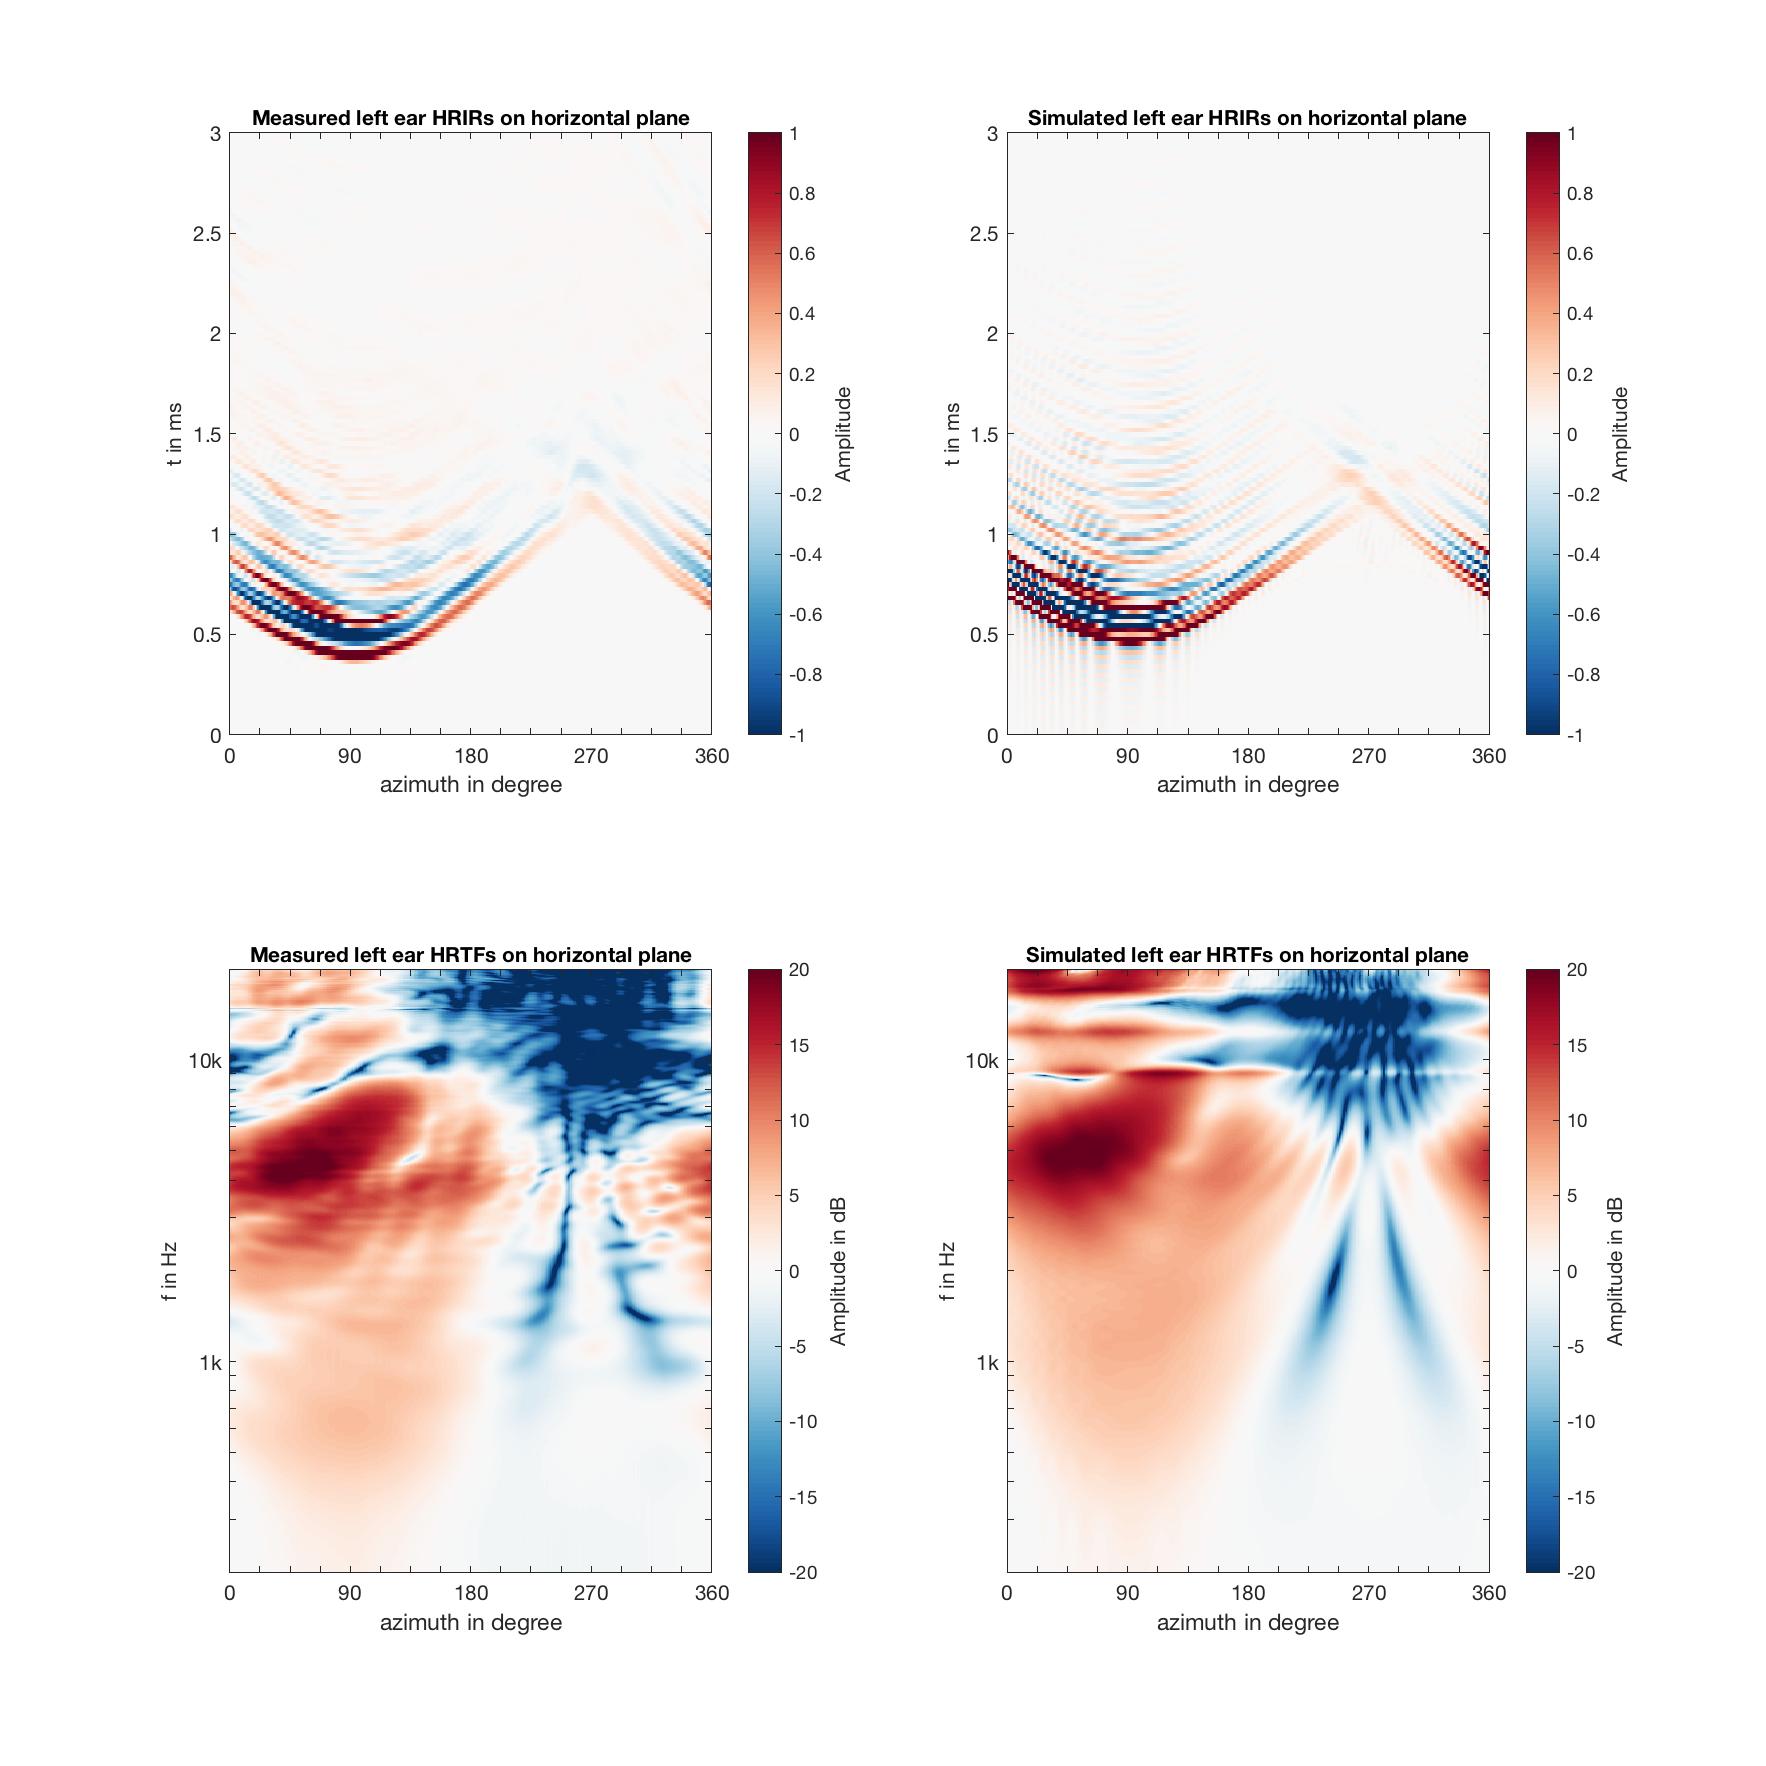 Measured left ear HRIRs on horizontal plane
3
2.5
2
1.5
1
0.5
0
t in ms
0 90 180 270 360
azimuth in degree
1
0.8
0.6
0.4
0.2
0
-0.2
-0.4
-0.6
-0.8
-1
Amplitude
Simulated left ear HRIRs on horizontal plane
3
2.5
2
1.5
1
0.5
0
t in ms
0 90 180 270 360
azimuth in degree
1
0.8
0.6
0.4
0.2
0
-0.2
-0.4
-0.6
-0.8
-1
Amplitude
Measured left ear HRTFs on horizontal plane
10k
1k
f in Hz
0 90 180 270 360
azimuth in degree
20
15
10
5
0
-5
-10
-15
-20
Amplitude in dB
Simulated left ear HRTFs on horizontal plane
10k
1k
f in Hz
0 90 180 270 360
azimuth in degree
20
15
10
5
0
-5
-10
-15
-20
Amplitude in dB